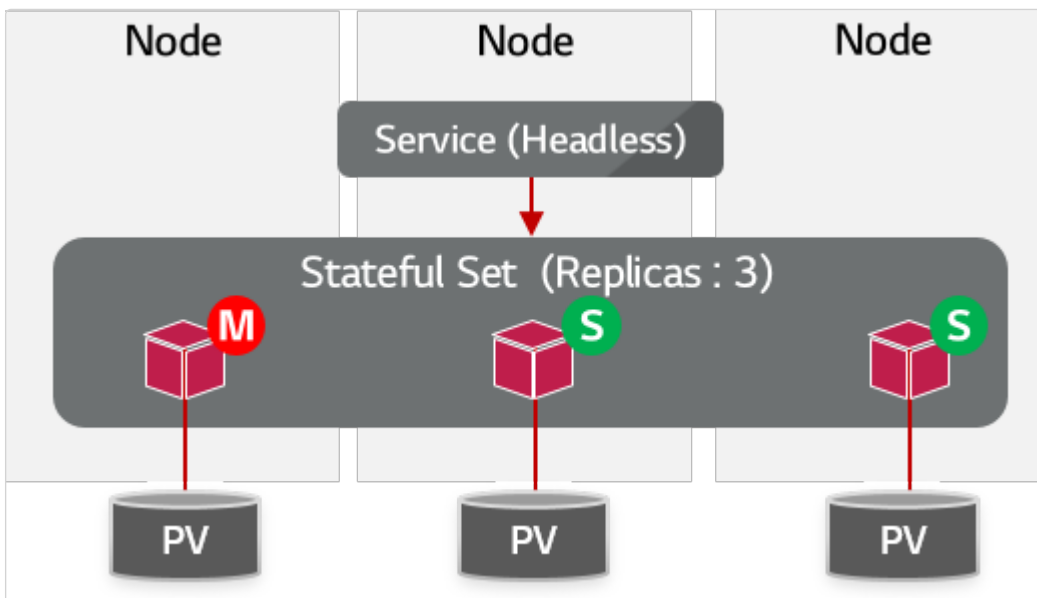 Node
Node
Node
Service (Headless)
Stateful Set (Replicas : 3)
M
S
S
PV
PV
PV